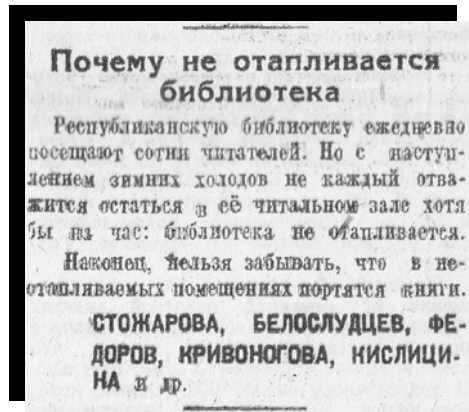 Почему не отапливается
библиотека
Республиканскую библиотеку ежедневно
посещают сотни читателей. Но с наступ-
лением зимних холодов не каждый отва-
жится остаться в её читальном зале хотя
бы на час: библиотека не отапливается.
Наконец, нельзя забывать, что в не-
отапливаемых помещениях портятся книги.
СТОЖАРОВА, БЕЛОСЛУДЦЕВ, ФЕ-
ДОРОВ, КРИВОНОГОВА, КИСЛИЦИ-
НА и др.